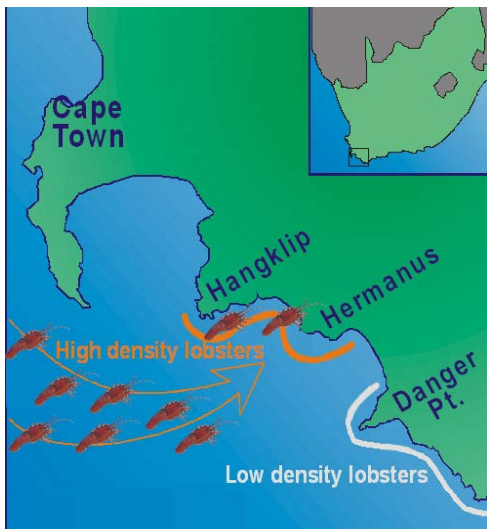 Cape
Town
Hangklip
Hermanus
High density lobsters
Danger
Pt.
Low density lobsters